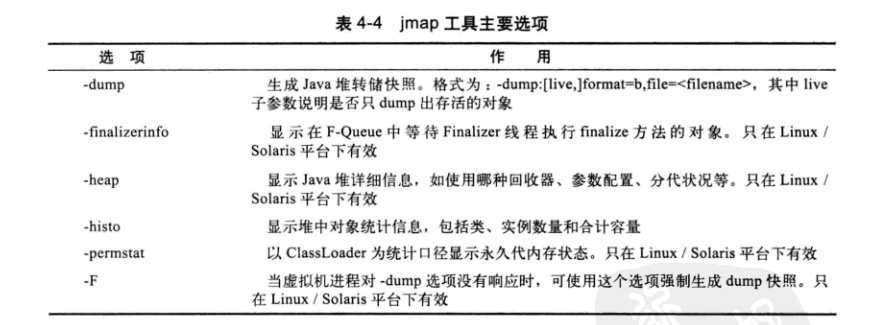 表 4-4 jmap 工具主要选项
选 项 作 用
-dump 生成 Java 堆转储快照。格式为：-dump:[live,]format=b,file=<filename>，其中 live
子参数说明是否只 dump 出存活的对象
-finalizerinfo 显示在 F-Queue 中等待 Finalizer 线程执行 finalize 方法的对象。只在 Linux /
Solaris 平台下有效
-heap 显示 Java 堆详细信息，如使用哪种回收器、参数配置、分代状况等。只在 Linux /
Solaris 平台下有效
-histo 显示堆中对象统计信息，包括类、实例数量和合计容量
-permstat 以 ClassLoader 为统计口径显示永久代内存状态。只在 Linux / Solaris 平台下有效
-F 当虚拟机进程对 -dump 选项没有响应时，可使用这个选项强制生成 dump 快照。只
在 Linux / Solaris 平台下有效